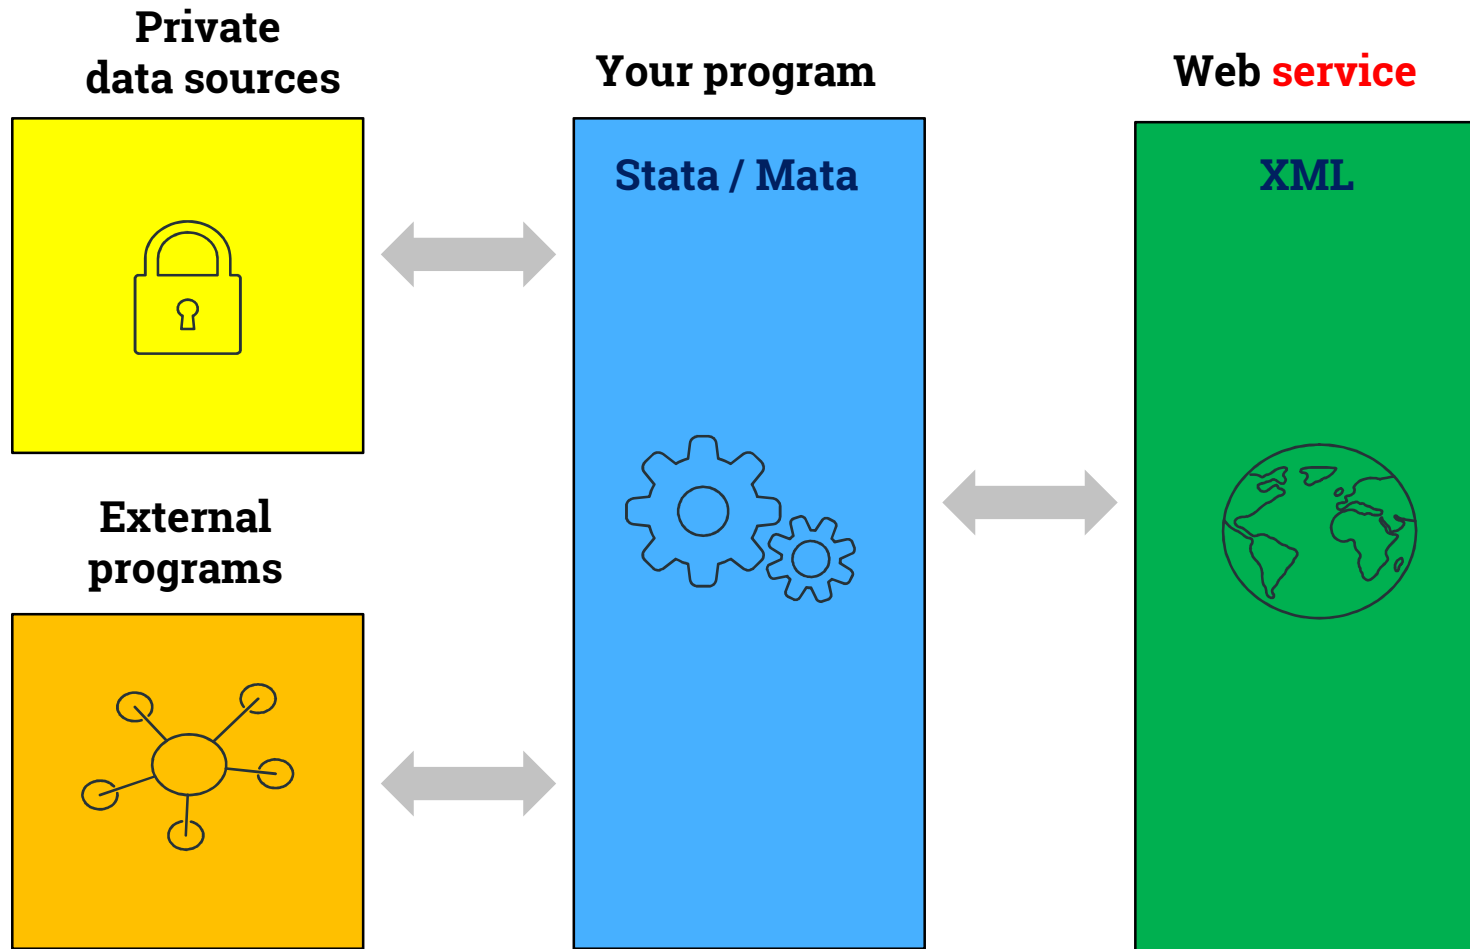 Private
data sources
Your program
Web service
Stata / Mata
XML
External
programs